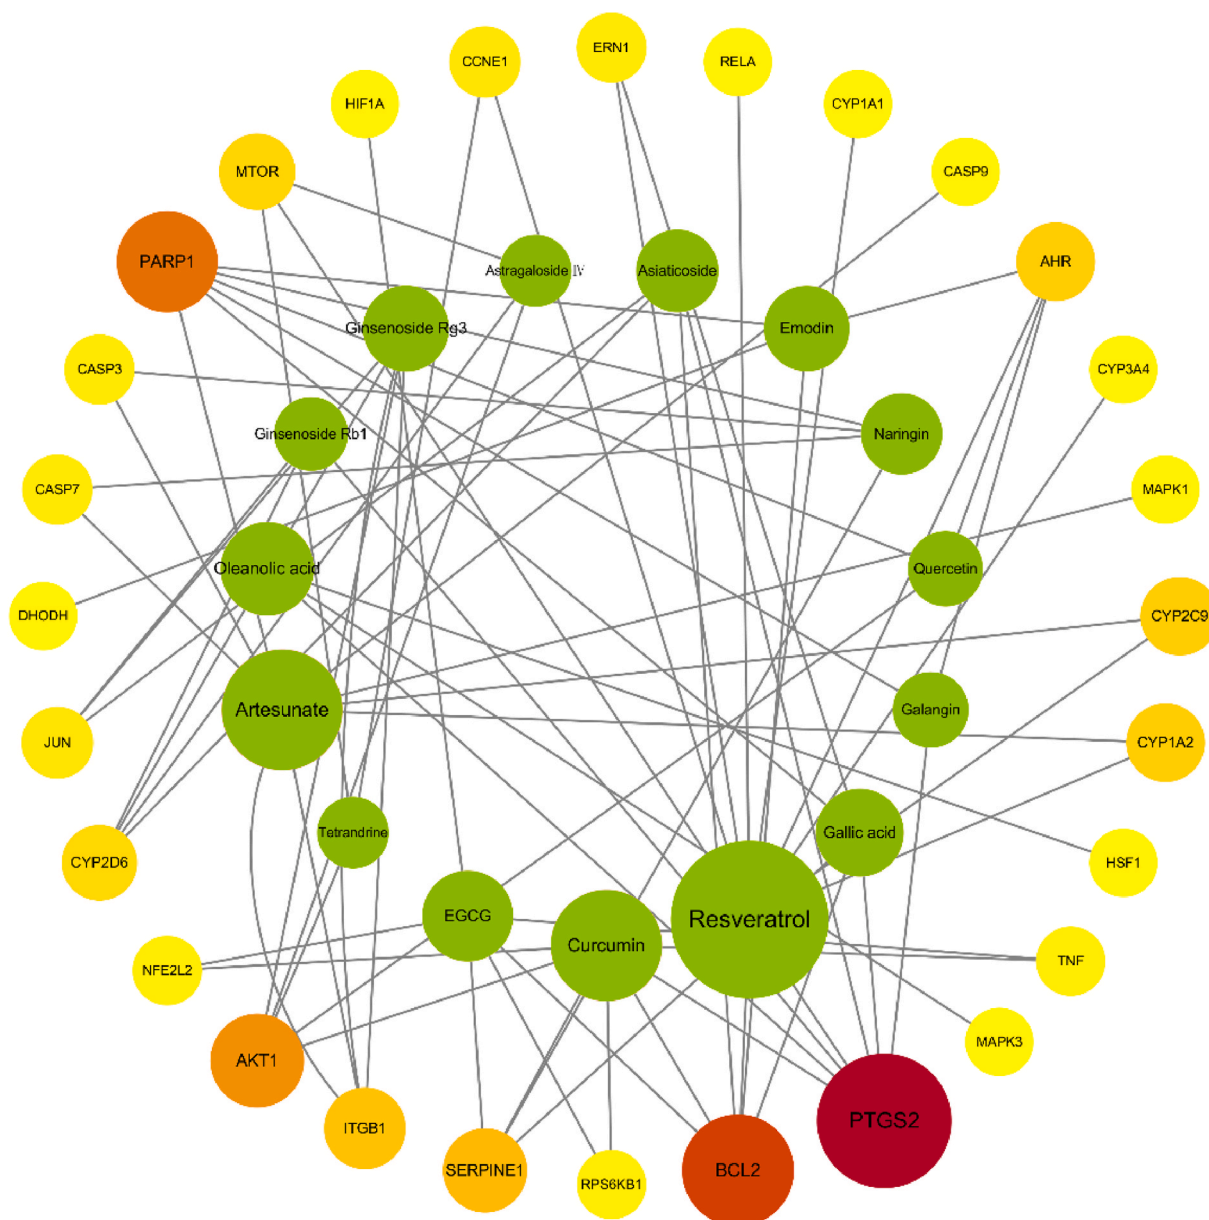 ERN1
RELA
CCNE1
HIF1A
CYP1A1
MTOR
CASP9
PARP1
AHR
Astragaloside Ⅳ
Asiaticoside
Ginsenoside Rg3
Emodin
CASP3
CYP3A4
Ginsenoside Rb1
Naringin
CASP7
MAPK1
Oleanolic acid
Quercetin
DHODH
CYP2C9
Artesunate
Galangin
JUN
CYP1A2
Tetrandrine
Gallic acid
CYP2D6
HSF1
EGCG
Resveratrol
Curcumin
NFE2L2
TNF
MAPK3
AKT1
PTGS2
ITGB1
SERPINE1
BCL2
RPS6KB1